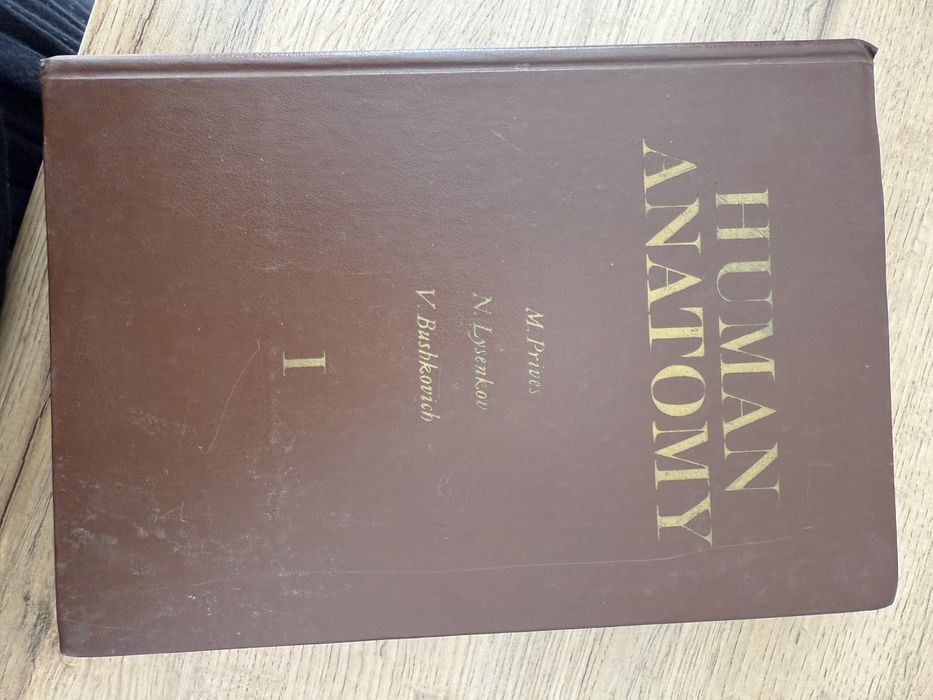 HUMAN
ANATOMY
M. Prives
N. Lysenkov
V. Bushkovich
I